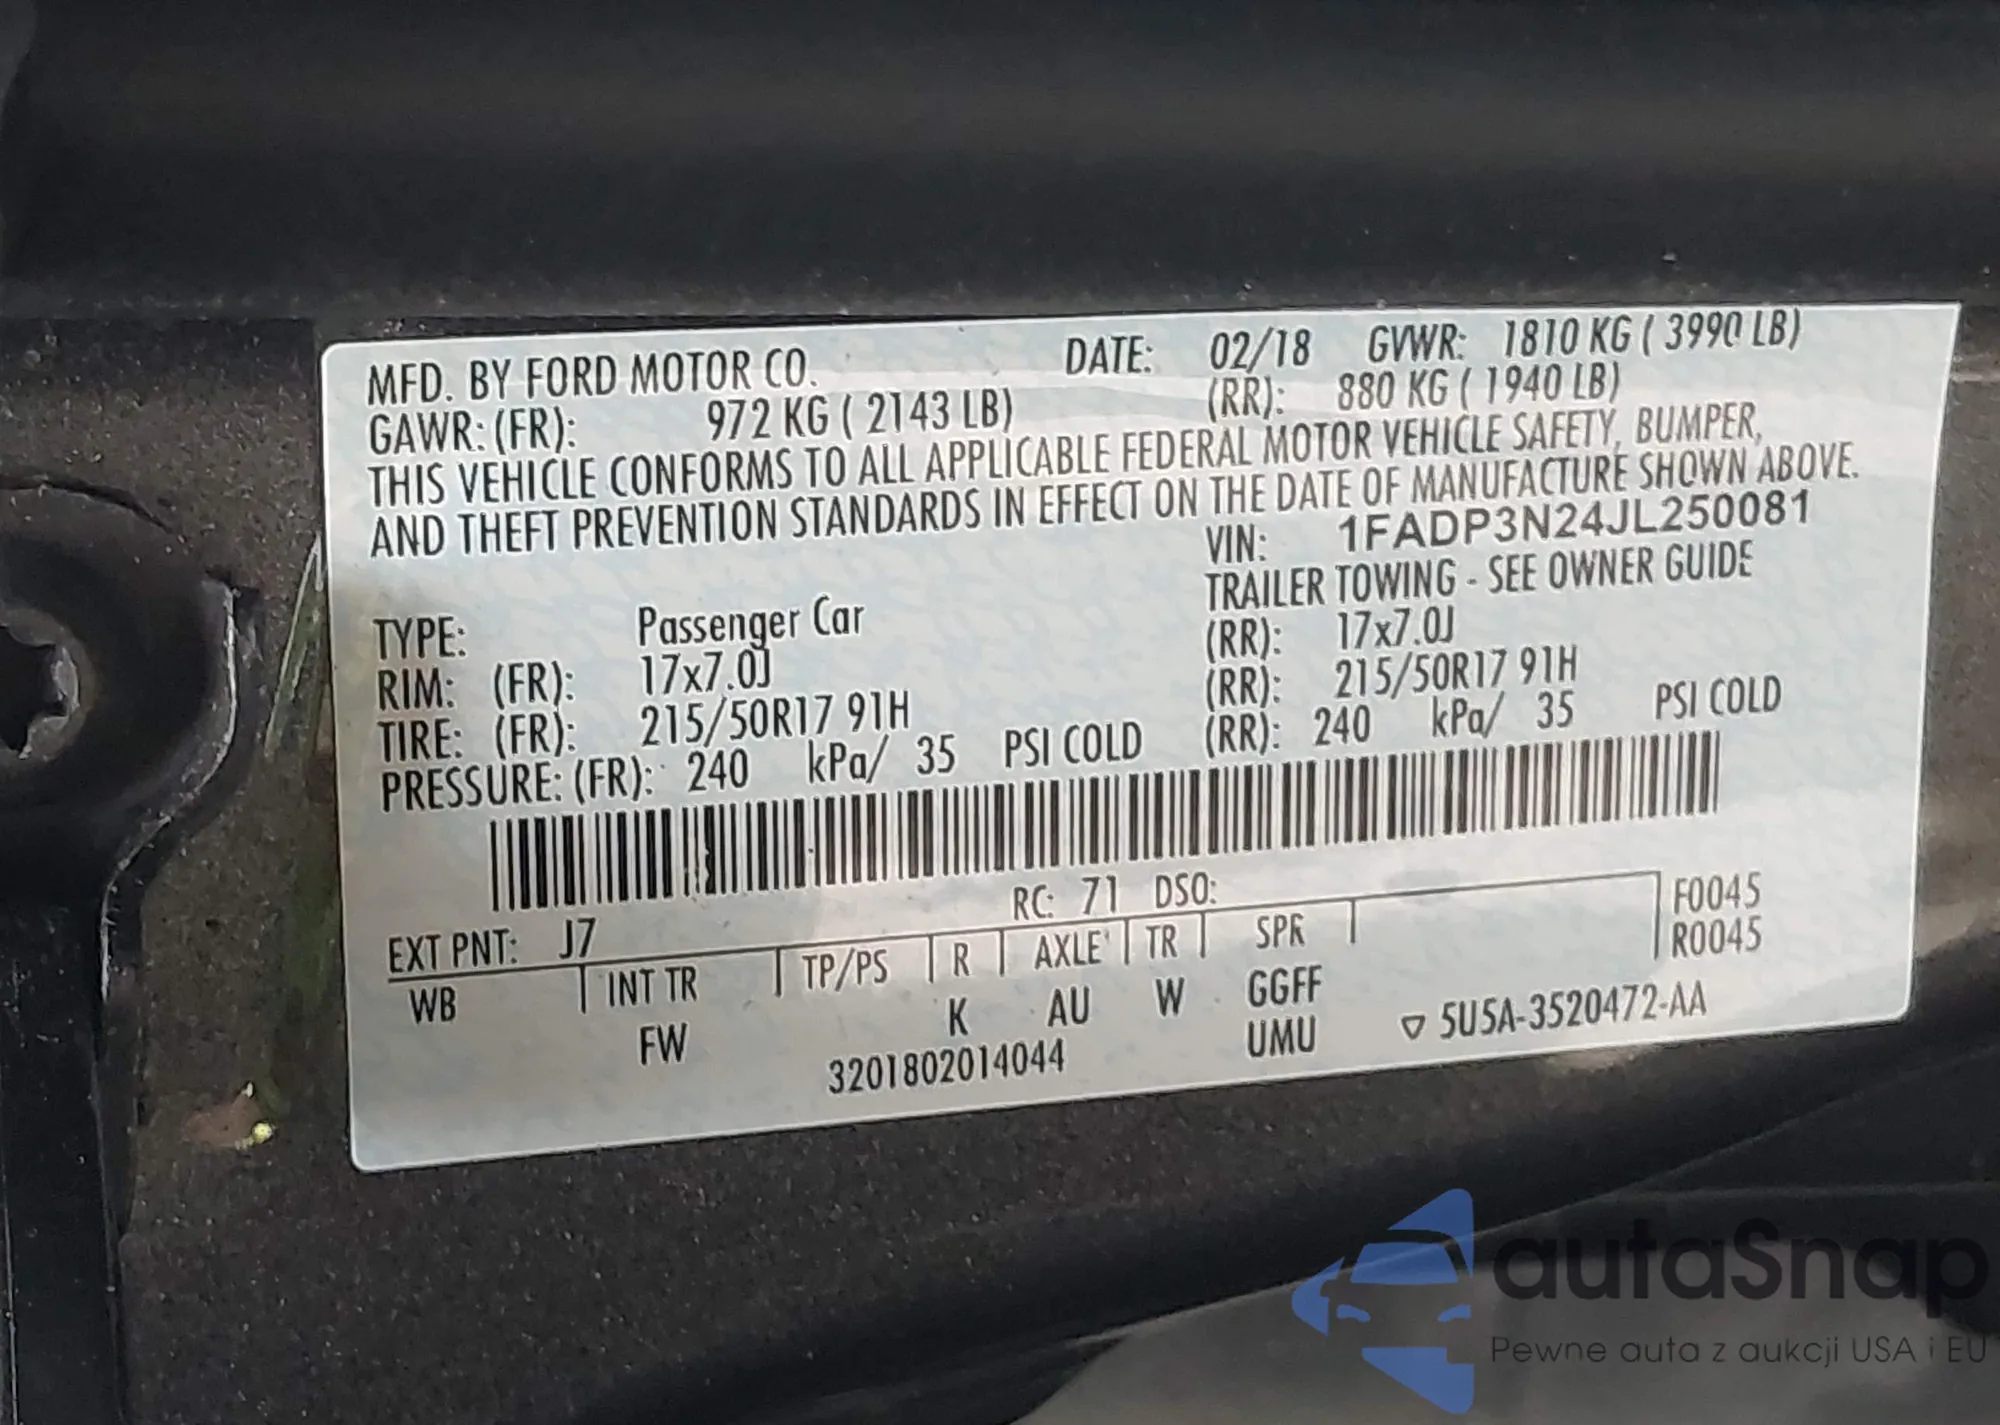 MFD. BY FORD MOTOR CO. DATE: 02/18 GVWR: 1810 KG ( 3990 LB)
GAWR: (FR): 972 KG ( 2143 LB) (RR): 880 KG ( 1940 LB)
THIS VEHICLE CONFORMS TO ALL APPLICABLE FEDERAL MOTOR VEHICLE SAFETY, BUMPER,
AND THEFT PREVENTION STANDARDS IN EFFECT ON THE DATE OF MANUFACTURE SHOWN ABOVE.
VIN: 1FADP3N24JL250081
TRAILER TOWING - SEE OWNER GUIDE
TYPE: Passenger Car
RIM: (FR): 17x7.0J (RR): 17x7.0J
TIRE: (FR): 215/50R17 91H (RR): 215/50R17 91H
PRESSURE: (FR): 240 kPa/ 35 PSI COLD (RR): 240 kPa/ 35 PSI COLD
EXT PNT: J7 RC: 71 DSO: F0045
WB INT TR TP/PS R AXLE TR SPR R0045
FW K AU W GGFF
3201802014044 UMU ▽ 5U5A-3520472-AA
autaSnap
Pewne auta z aukcji USA i EU